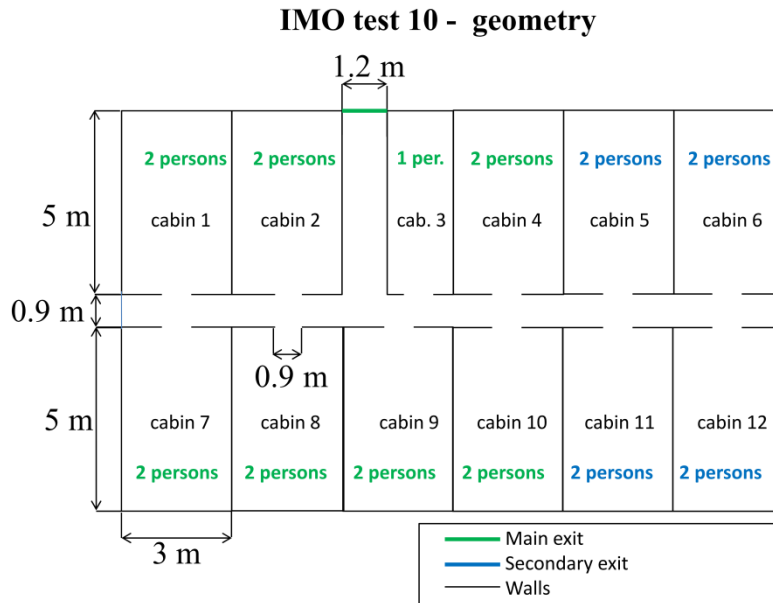 IMO test 10 - geometry
1.2 m
2 persons 2 persons 1 per. 2 persons 2 persons 2 persons
5 m
cabin 1 cabin 2 cab. 3 cabin 4 cabin 5 cabin 6
0.9 m
0.9 m
5 m
cabin 7 cabin 8 cabin 9 cabin 10 cabin 11 cabin 12
2 persons 2 persons 2 persons 2 persons 2 persons 2 persons
3 m
Main exit
Secondary exit
Walls